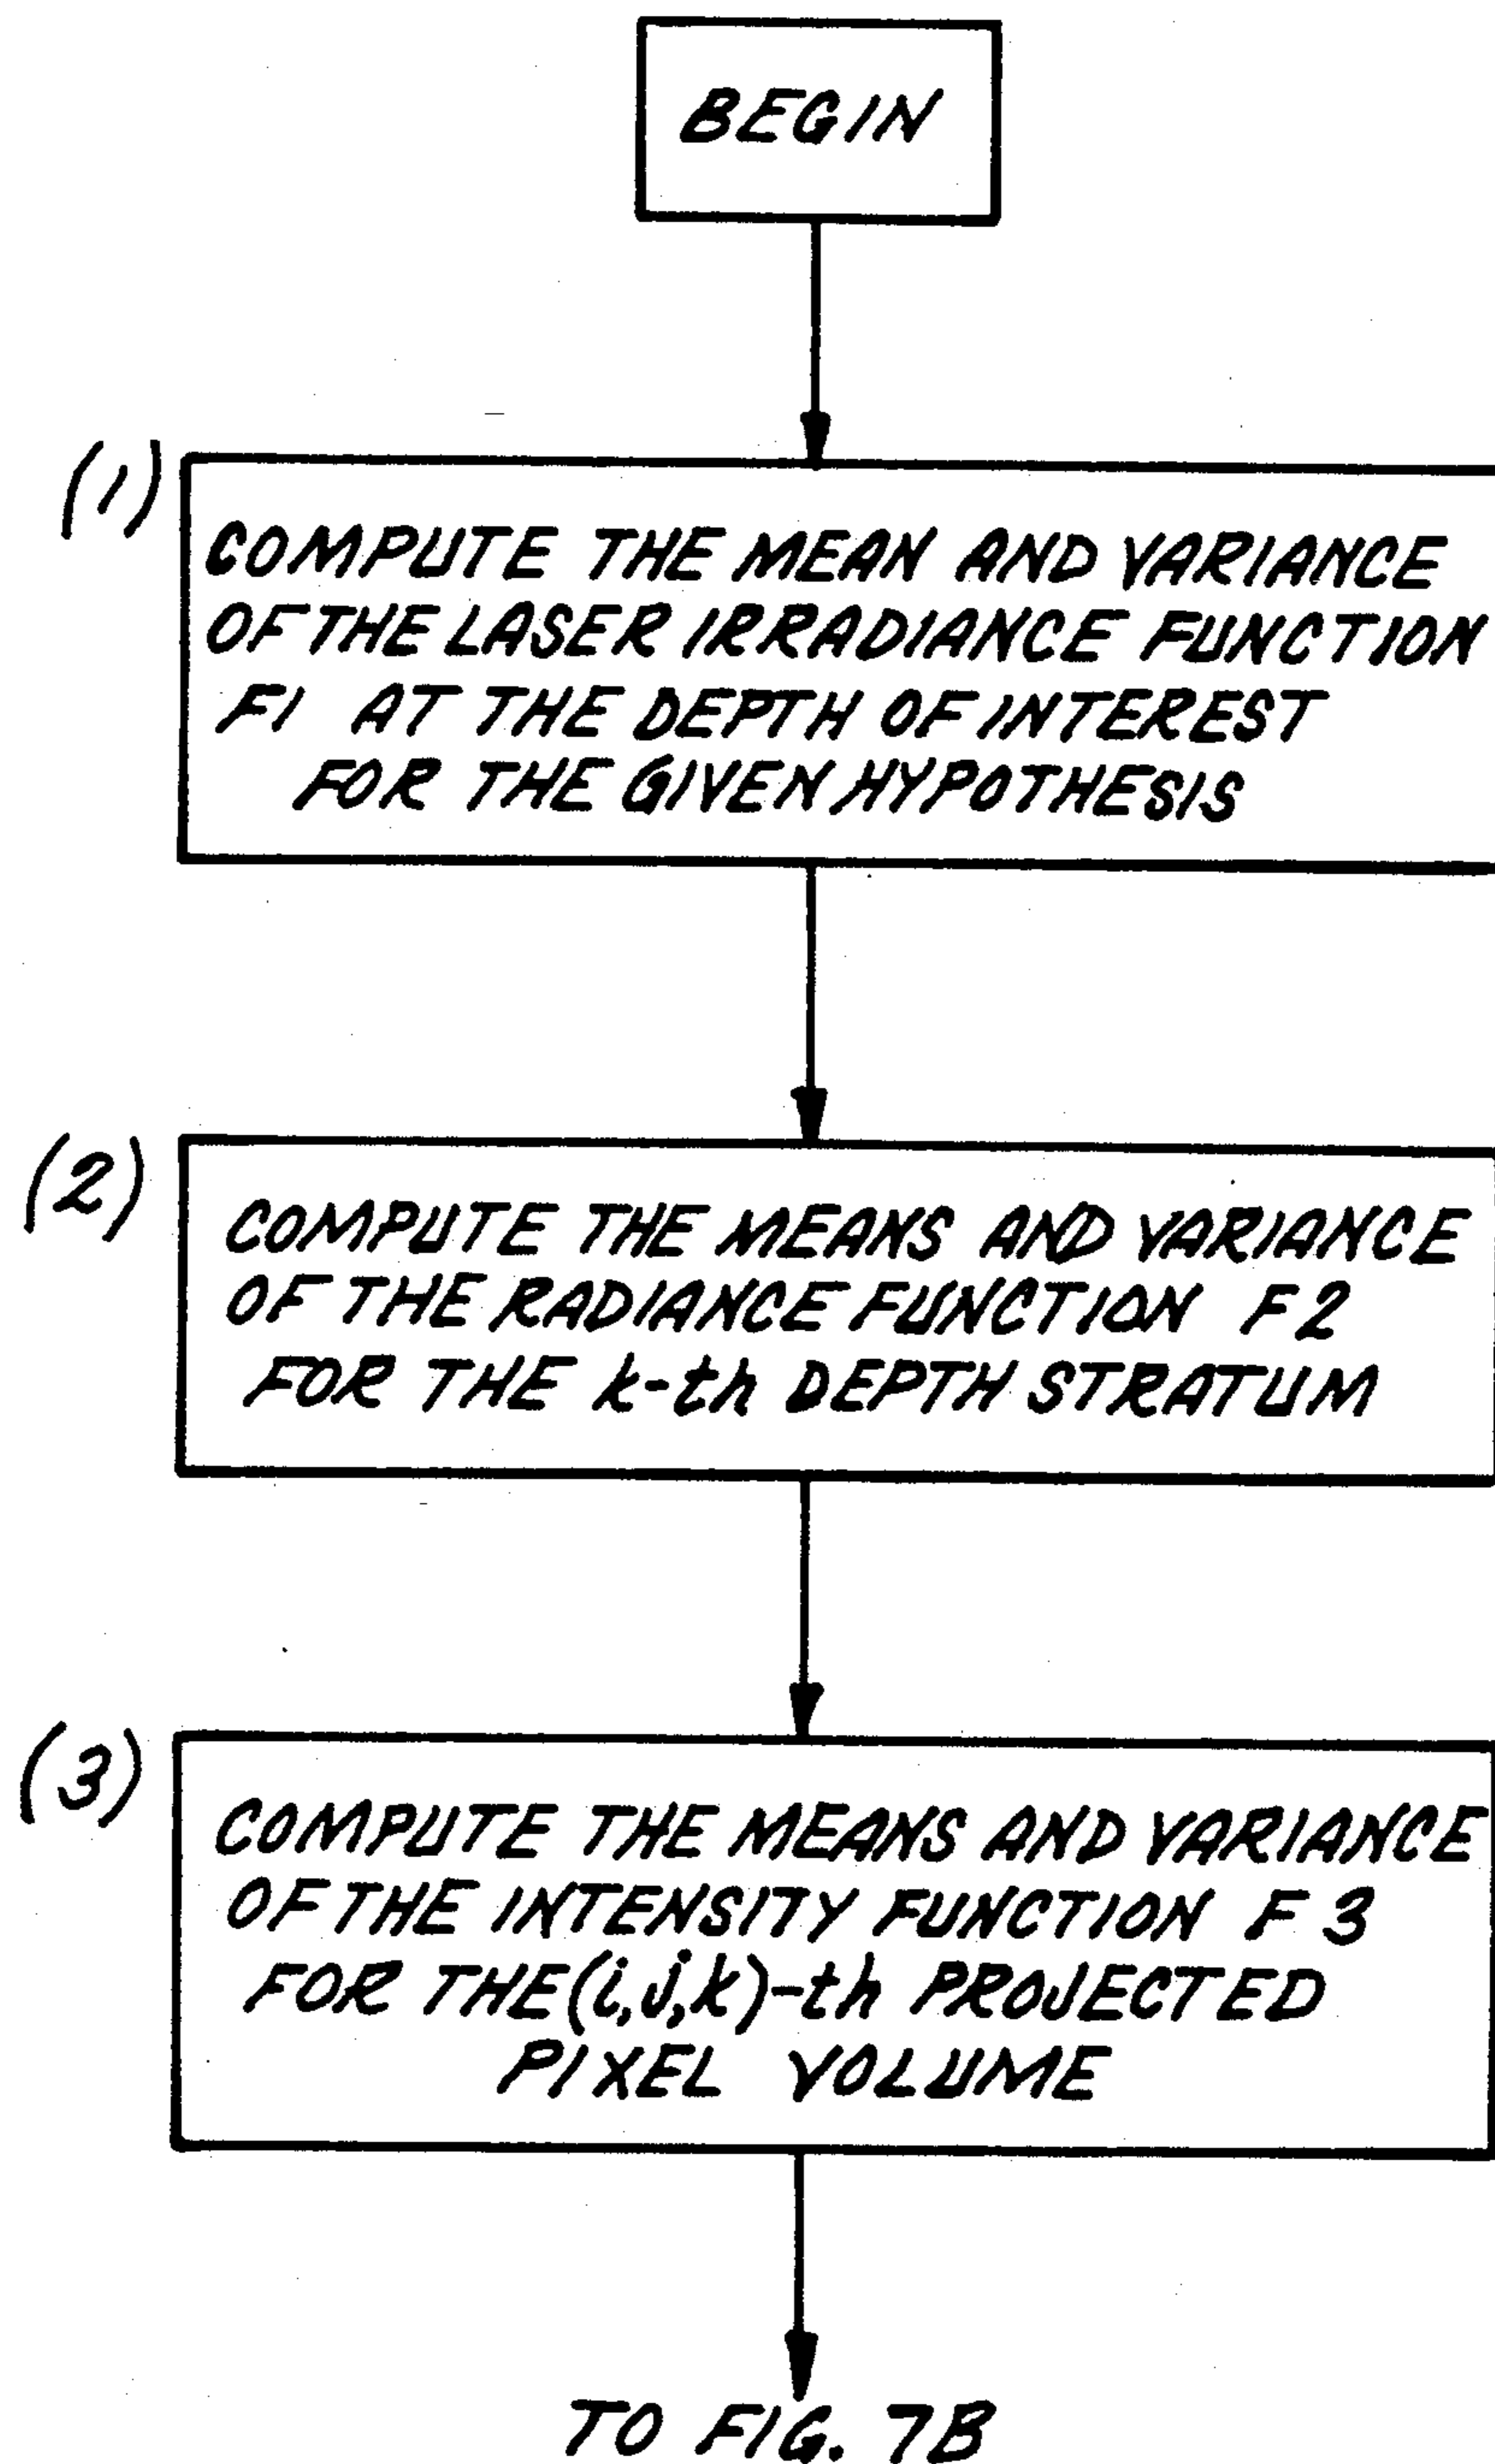 BEGIN
(1)
COMPUTE THE MEAN AND VARIANCE
OF THE LASER IRRADIANCE FUNCTION
F1 AT THE DEPTH OF INTEREST
FOR THE GIVEN HYPOTHESIS
(2)
COMPUTE THE MEANS AND VARIANCE
OF THE RADIANCE FUNCTION F2
FOR THE k-th DEPTH STRATUM
(3)
COMPUTE THE MEANS AND VARIANCE
OF THE INTENSITY FUNCTION F3
FOR THE (i,j,k)-th PROJECTED
PIXEL VOLUME
TO FIG. 7B